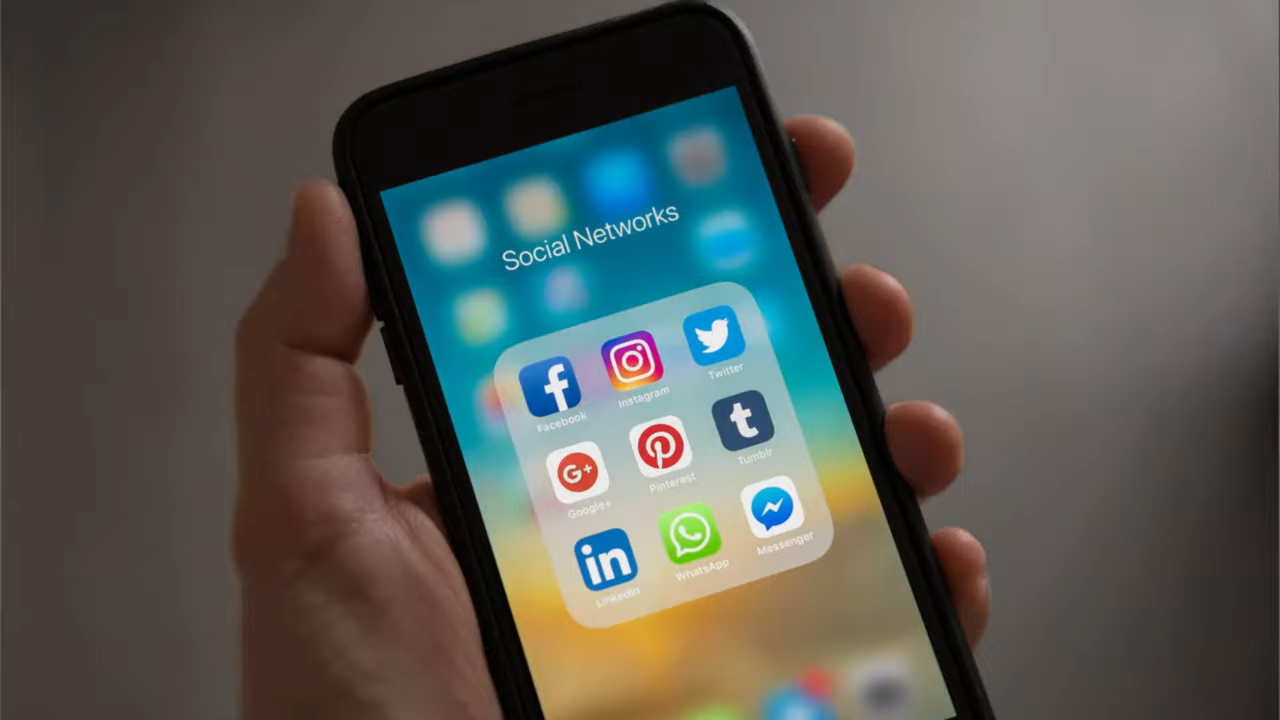 Social Networks
Facebook
Instagram
Twitter
Google+
Pinterest
Tumblr
LinkedIn
WhatsApp
Messenger